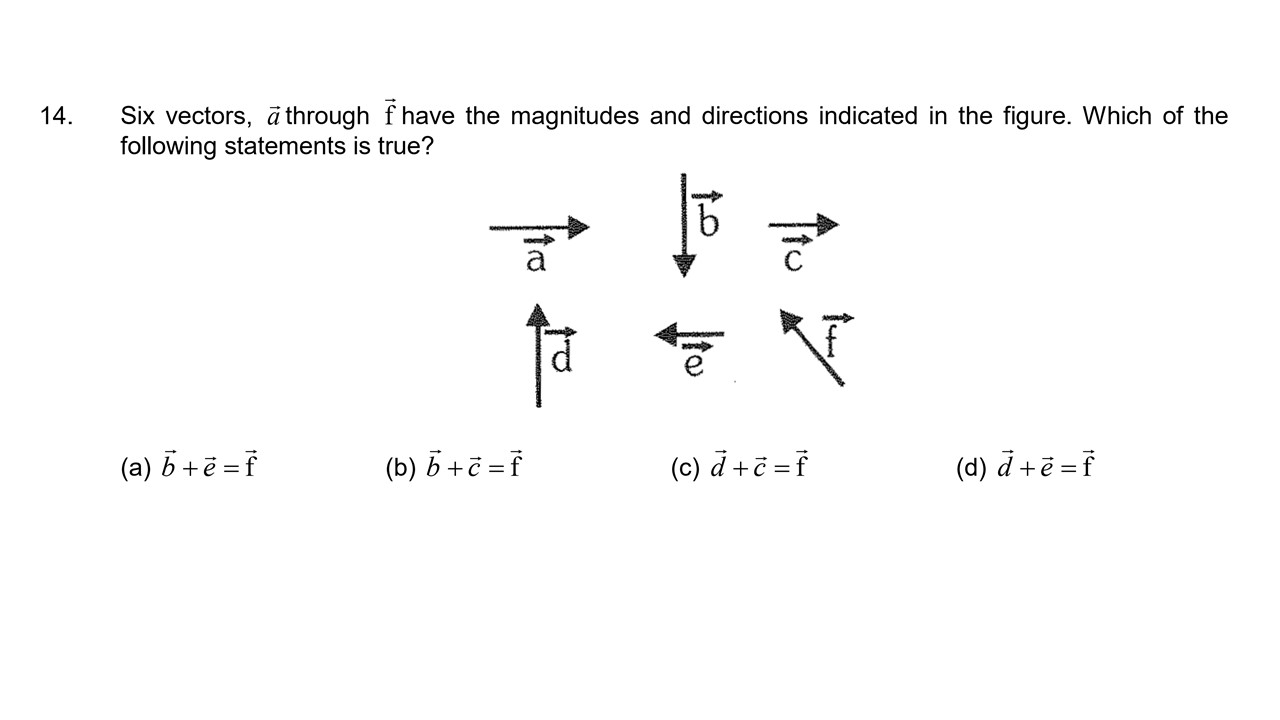 14. Six vectors, \vec{a} through \vec{f} have the magnitudes and directions indicated in the figure. Which of the
following statements is true?
\vec{a} \vec{b} \vec{c}
\vec{d} \vec{e} \vec{f}
(a) \vec{b} + \vec{e} = \vec{f} (b) \vec{b} + \vec{c} = \vec{f} (c) \vec{d} + \vec{c} = \vec{f} (d) \vec{d} + \vec{e} = \vec{f}